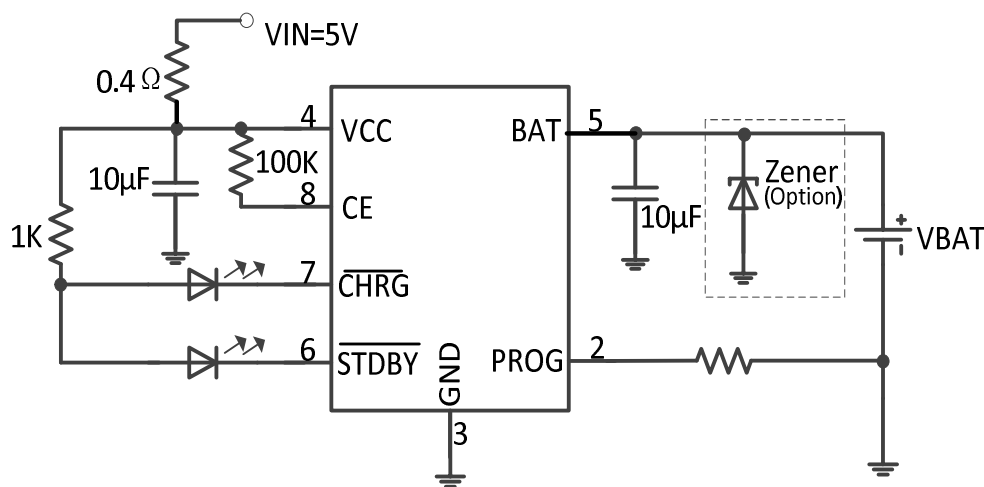 VIN=5V
0.4 Ω
4
VCC
BAT
5
100K
10μF
8
CE
Zener
(Option)
10μF
1K
+
VBAT
-
7
CHRG
6
STDBY
GND
PROG
2
3